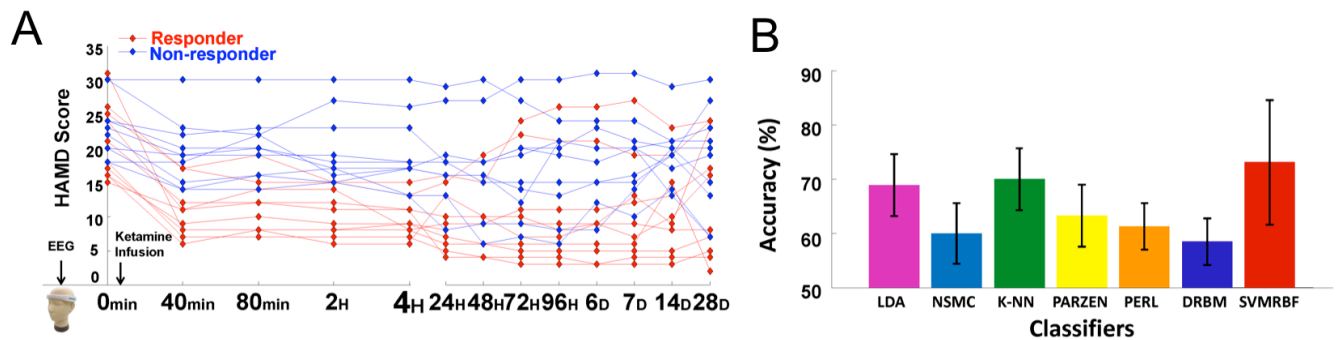 A
Responder
Non-responder
HAMD Score
35
30
25
20
15
10
5
0
EEG
Ketamine
Infusion
0min 40min 80min 2H 4H 24H 48H 72H 96H 6D 7D 14D 28D
B
Accuracy (%)
90
80
70
60
50
LDA NSMC K-NN PARZEN PERL DRBM SVMRBF
Classifiers